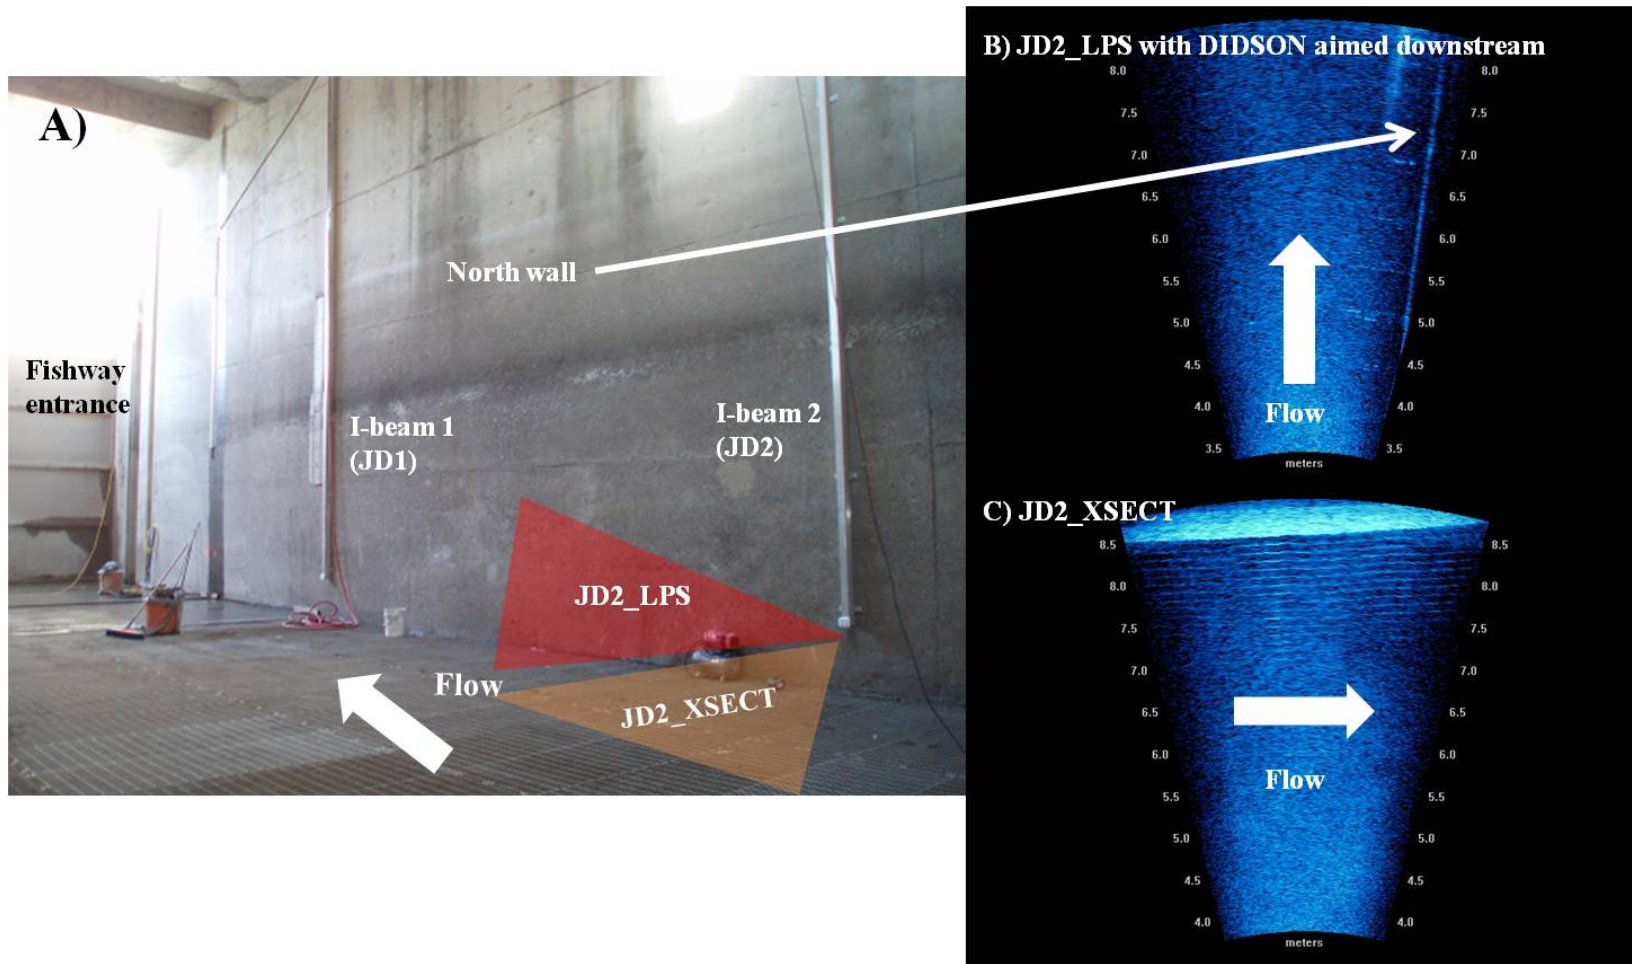 A)
North wall
Fishway
entrance
I-beam 1
(JD1)
I-beam 2
(JD2)
JD2_LPS
Flow
JD2_XSECT
B) JD2_LPS with DIDSON aimed downstream
8.0 8.0
7.5 7.5
7.0 7.0
6.5 6.5
6.0 6.0
5.5 5.5
5.0 5.0
4.5 4.5
4.0 Flow 4.0
3.5 3.5
meters
C) JD2_XSECT
8.5 8.5
8.0 8.0
7.5 7.5
7.0 7.0
6.5 6.5
6.0 6.0
Flow
5.5 5.5
5.0 5.0
4.5 4.5
4.0 4.0
meters